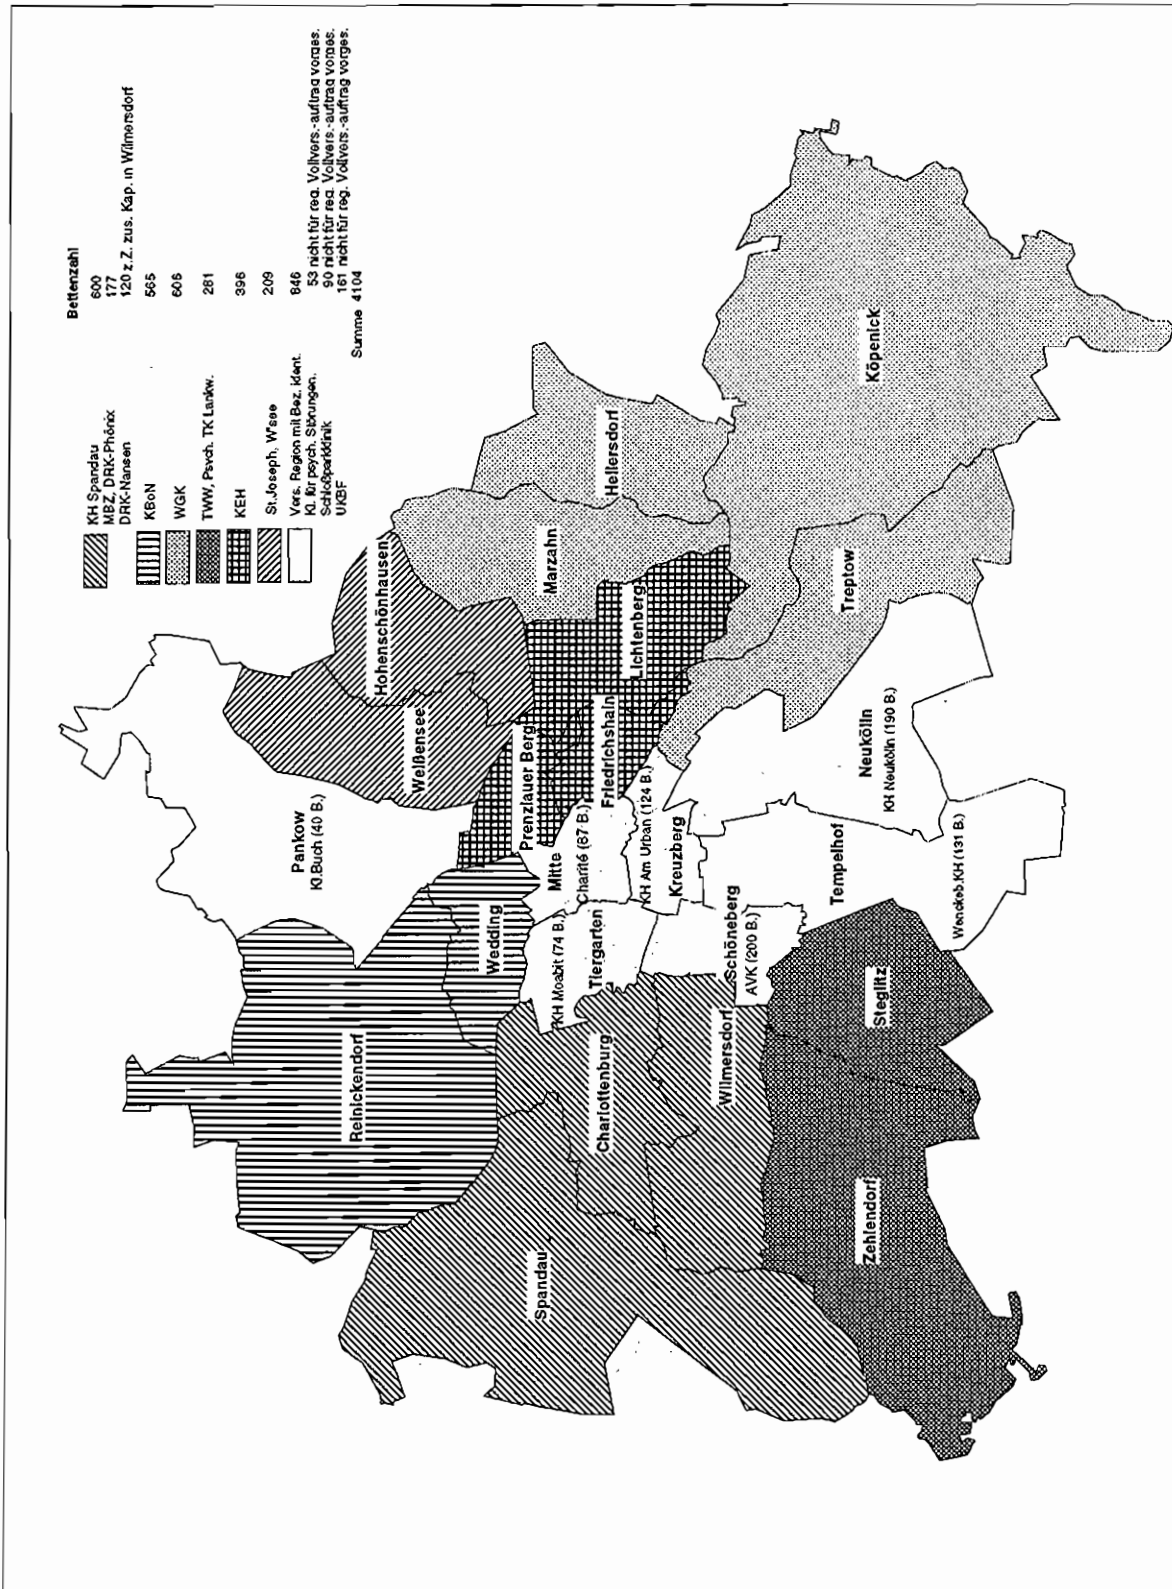 Bettenzahl
KH Spandau 600
MBZ, DRK-Phönix 177
DRK-Nansen 120 z.Z. zus. Kap. in Wilmersdorf
KBoN 565
WGK 606
TWW, Psych. TK Lankw. 281
KEH 396
St.Joseph, W'see 209
Vers. Region mit Bez. ident. 846
Kl. für psych. Störungen. 53 nicht für reg. Vollvers.-auftrag vorges.
Schloßparkklinik 90 nicht für reg. Vollvers.-auftrag vorges.
UKBF 161 nicht für reg. Vollvers.-auftrag vorges.
Summe 4104
Pankow
Kl.Buch (40 B.)
Reinickendorf
Hohenschönhausen
Weißensee
Wedding
Prenzlauer Berg
Marzahn
Hellersdorf
Lichtenberg
Friedrichshain
Mitte
Charité (87 B.)
KH Moabit (74 B.)
Tiergarten
Spandau
Charlottenburg
KH Am Urban (124 B.)
Kreuzberg
Wilmersdorf
Schöneberg
AVK (200 B.)
Treptow
Köpenick
Tempelhof
Neukölln
KH Neukölln (190 B.)
Zehlendorf
Steglitz
Wenckeb.KH (131 B.)